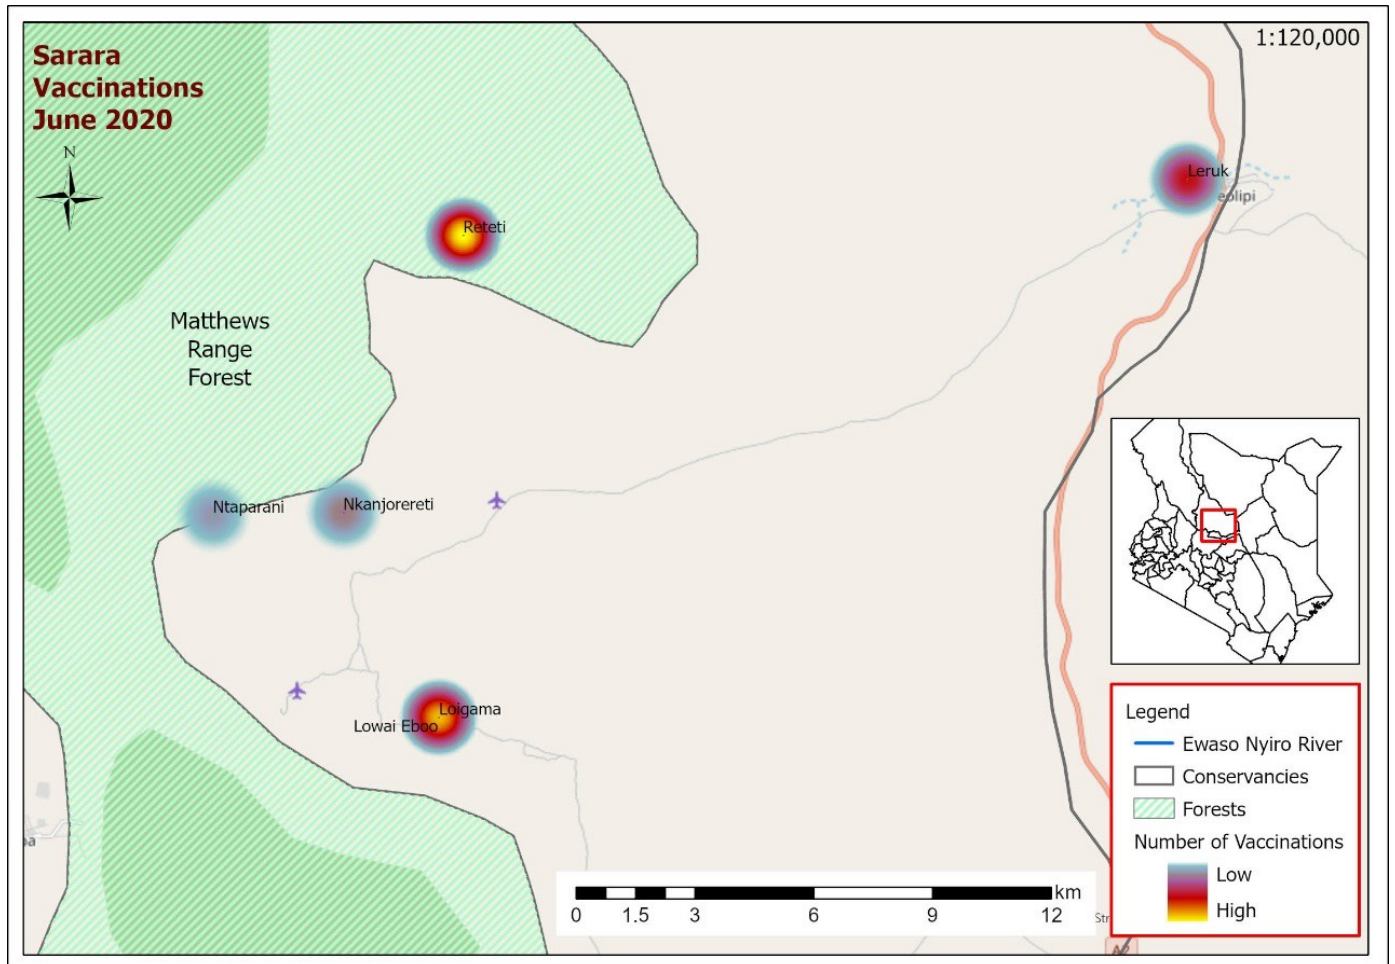 Sarara
Vaccinations
June 2020
1:120,000
N
Leruk
eolipi
Reteti
Matthews
Range
Forest
Ntaparani
Nkanjorereti
Loigama
Lowai Eboo
Legend
Ewaso Nyiro River
Conservancies
Forests
Number of Vaccinations
Low
High
km
0 1.5 3 6 9 12